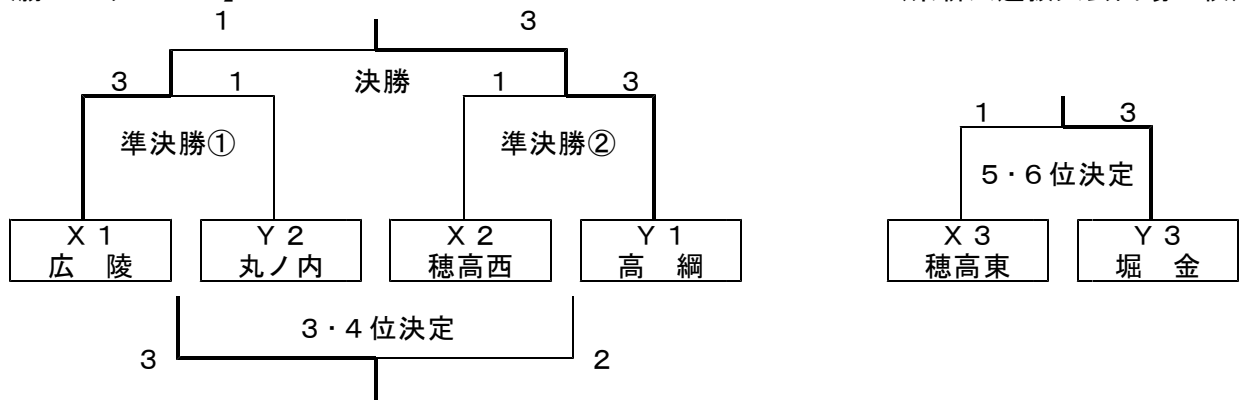 1 3
3 1 決勝 1 3
準決勝① 準決勝②
1 3
5・6位決定
X1 Y2 X2 Y1
広 陵 丸ノ内 穂高西 高 綱
X3 Y3
穂高東 堀 金
3・4位決定
3 2